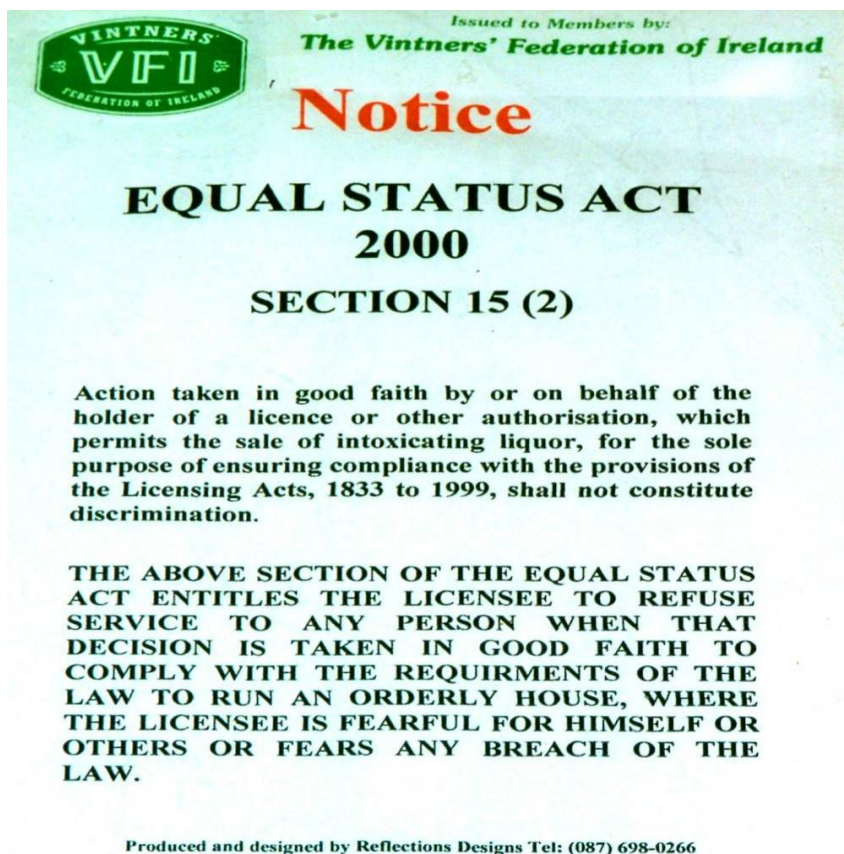 VINTNERS'
VFI
FEDERATION OF IRELAND
Issued to Members by:
The Vintners' Federation of Ireland
Notice
EQUAL STATUS ACT
2000
SECTION 15 (2)
Action taken in good faith by or on behalf of the
holder of a licence or other authorisation, which
permits the sale of intoxicating liquor, for the sole
purpose of ensuring compliance with the provisions of
the Licensing Acts, 1833 to 1999, shall not constitute
discrimination.
THE ABOVE SECTION OF THE EQUAL STATUS
ACT ENTITLES THE LICENSEE TO REFUSE
SERVICE TO ANY PERSON WHEN THAT
DECISION IS TAKEN IN GOOD FAITH TO
COMPLY WITH THE REQUIRMENTS OF THE
LAW TO RUN AN ORDERLY HOUSE, WHERE
THE LICENSEE IS FEARFUL FOR HIMSELF OR
OTHERS OR FEARS ANY BREACH OF THE
LAW.
Produced and designed by Reflections Designs Tel: (087) 698-0266